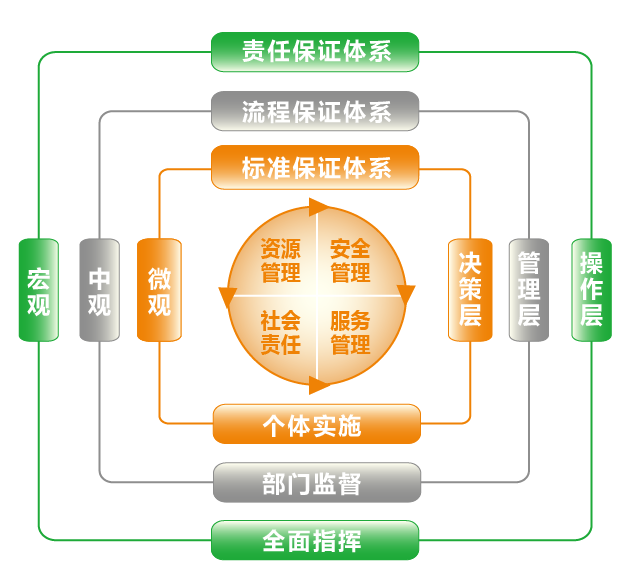 责任保证体系
流程保证体系
标准保证体系
宏观
中观
微观
资源
管理
安全
管理
社会
责任
服务
管理
决策层
管理层
操作层
个体实施
部门监督
全面指挥